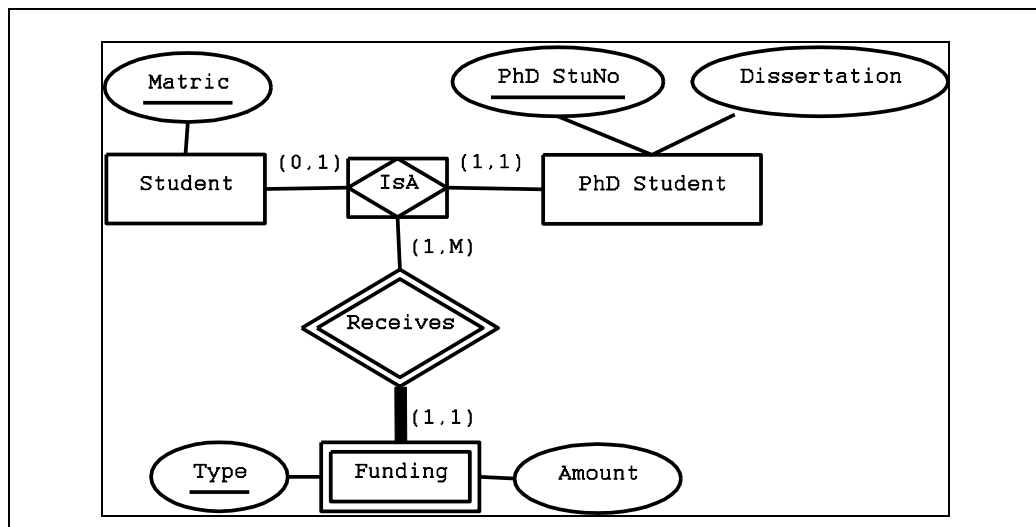 Matric
PhD StuNo
Dissertation
(0,1)
(1,1)
Student
IsA
PhD Student
(1,M)
Receives
(1,1)
Type
Funding
Amount